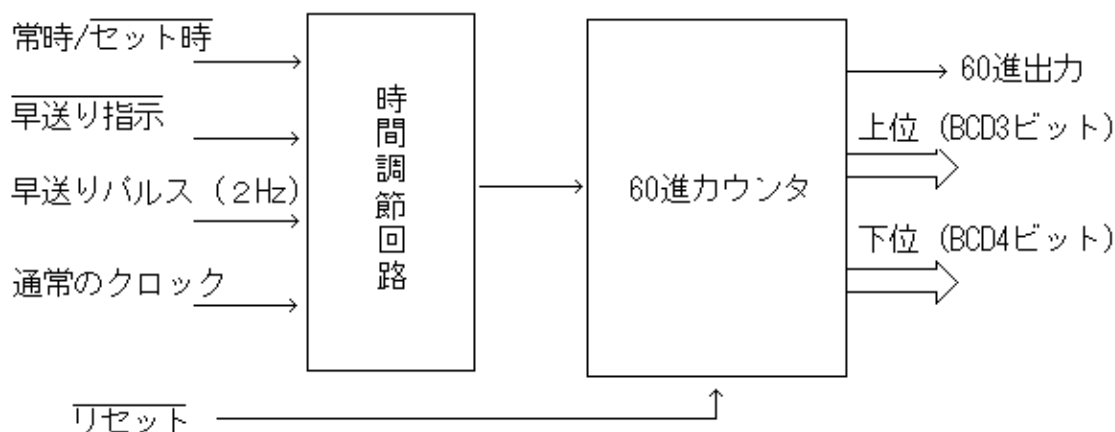 常時/セット時
早送り指示
早送りパルス（２Hz）
通常のクロック
リセット
時間調節回路
60進カウンタ
60進出力
上位（BCD3ビット）
下位（BCD4ビット）